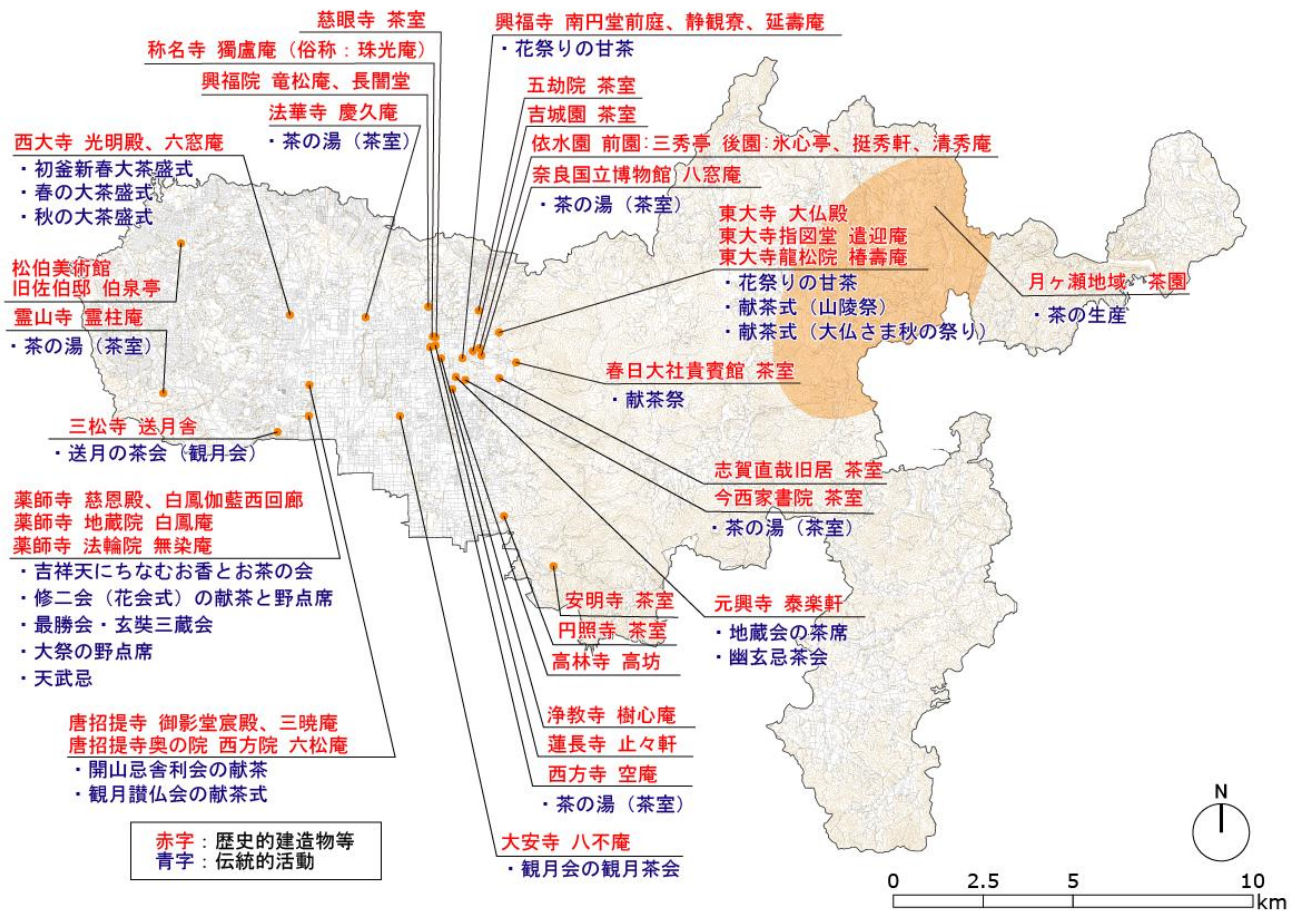 慈眼寺 茶室
称名寺 獨盧庵（俗称：珠光庵）
興福院 竜松庵、長闇堂
法華寺 慶久庵
・茶の湯（茶室）
西大寺 光明殿、六窓庵
・初釜新春大茶盛式
・春の大茶盛式
・秋の大茶盛式
松伯美術館
旧佐伯邸 伯泉亭
霊山寺 霊柱庵
・茶の湯（茶室）
三松寺 送月舎
・送月の茶会（観月会）
薬師寺 慈恩殿、白鳳伽藍西回廊
薬師寺 地蔵院 白鳳庵
薬師寺 法輪院 無染庵
・吉祥天にちなむお香とお茶の会
・修二会（花会式）の献茶と野点席
・最勝会・玄奘三蔵会
・大祭の野点席
・天武忌
唐招提寺 御影堂宸殿、三暁庵
唐招提寺奥の院 西方院 六松庵
・開山忌舎利会の献茶
・観月讃仏会の献茶式
興福寺 南円堂前庭、静観寮、延壽庵
・花祭りの甘茶
五劫院 茶室
吉城園 茶室
依水園 前園：三秀亭 後園：氷心亭、挺秀軒、清秀庵
奈良国立博物館 八窓庵
・茶の湯（茶室）
東大寺 大仏殿
東大寺指図堂 遣迎庵
東大寺龍松院 椿壽庵
・花祭りの甘茶
・献茶式（山陵祭）
・献茶式（大仏さま秋の祭り）
月ヶ瀬地域 茶園
・茶の生産
春日大社貴賓館 茶室
・献茶祭
志賀直哉旧居 茶室
今西家書院 茶室
・茶の湯（茶室）
元興寺 泰楽軒
・地蔵会の茶席
・幽玄忌茶会
安明寺 茶室
円照寺 茶室
高林寺 高坊
浄教寺 樹心庵
蓮長寺 止々軒
西方寺 空庵
・茶の湯（茶室）
大安寺 八不庵
・観月会の観月茶会
赤字：歴史的建造物等
青字：伝統的活動
N
0 2.5 5 10
km